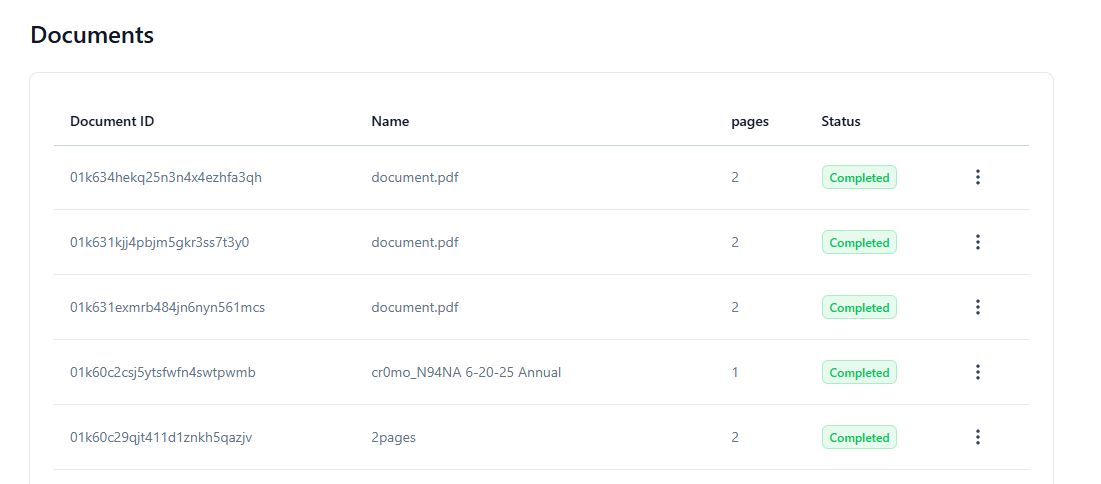 Documents
Document ID Name pages Status
01k634hekq25n3n4x4ezhfa3qh document.pdf 2 Completed
01k631kjj4pbjm5gkr3ss7t3y0 document.pdf 2 Completed
01k631exmrb484jn6nyn561mcs document.pdf 2 Completed
01k60c2csj5ytsfwfn4swtpwmb cr0mo_N94NA 6-20-25 Annual 1 Completed
01k60c29qjt411d1znkh5qazjv 2pages 2 Completed